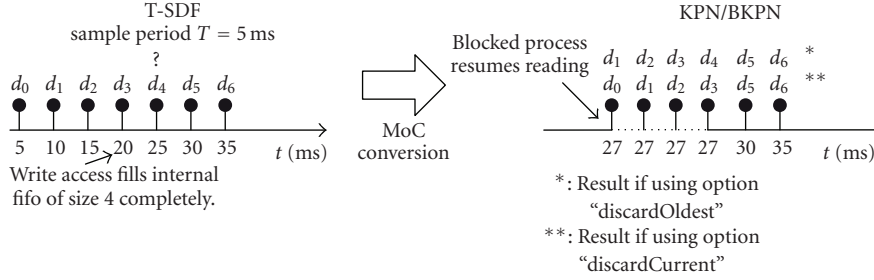 T-SDF
sample period T = 5 ms
?
d0 d1 d2 d3 d4 d5 d6
5 10 15 20 25 30 35 t (ms)
Write access fills internal
fifo of size 4 completely.
MoC
conversion
KPN/BKPN
Blocked process
resumes reading
d1 d2 d3 d4 d5 d6 *
d0 d1 d2 d3 d5 d6 **
27 27 27 27 30 35 t (ms)
*: Result if using option
“discardOldest”
**: Result if using option
“discardCurrent”